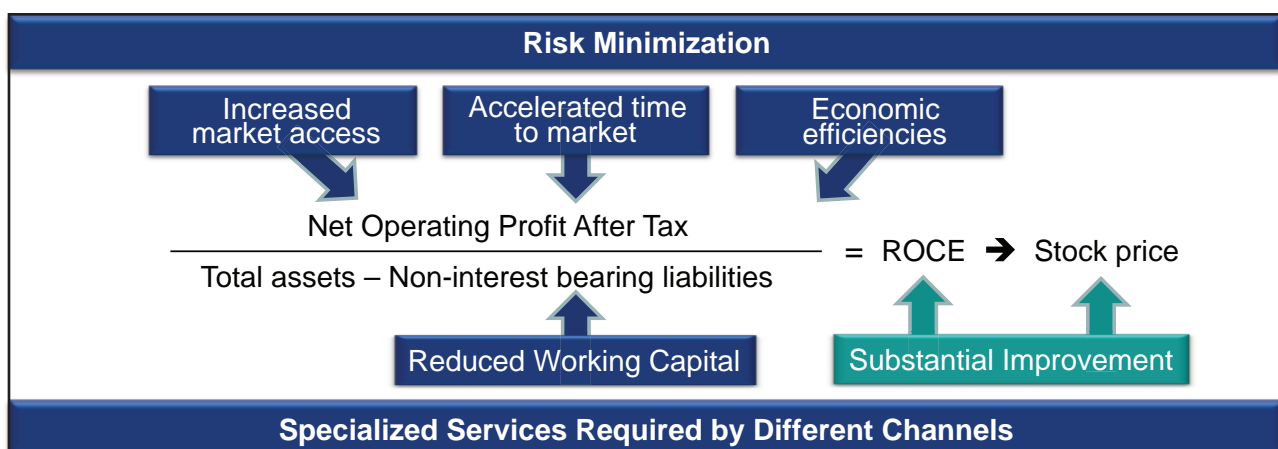 Risk Minimization
Increased
market access
Accelerated time
to market
Economic
efficiencies
Net Operating Profit After Tax
Total assets – Non-interest bearing liabilities
= ROCE ➔ Stock price
Reduced Working Capital
Substantial Improvement
Specialized Services Required by Different Channels